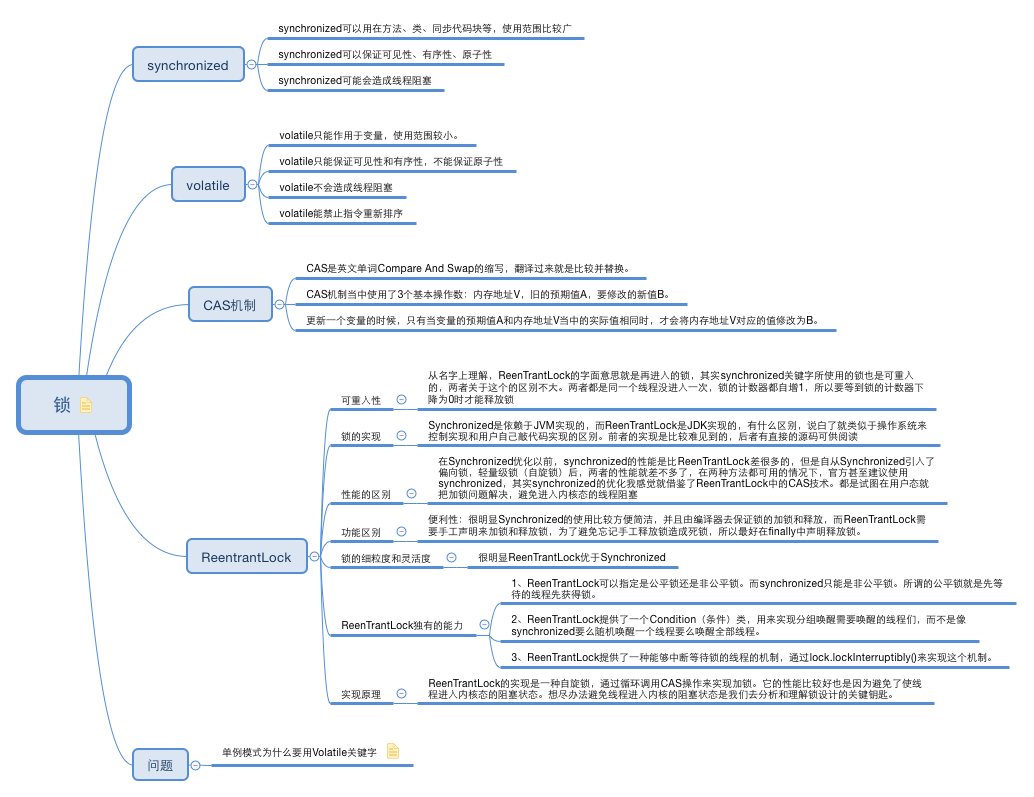 锁
synchronized
synchronized可以用在方法、类、同步代码块等，使用范围比较广
synchronized可以保证可见性、有序性、原子性
synchronized可能会造成线程阻塞
volatile
volatile只能作用于变量，使用范围较小。
volatile只能保证可见性和有序性，不能保证原子性
volatile不会造成线程阻塞
volatile能禁止指令重新排序
CAS机制
CAS是英文单词Compare And Swap的缩写，翻译过来就是比较并替换。
CAS机制当中使用了3个基本操作数：内存地址V，旧的预期值A，要修改的新值B。
更新一个变量的时候，只有当变量的预期值A和内存地址V当中的实际值相同时，才会将内存地址V对应的值修改为B。
ReentrantLock
可重入性
从名字上理解，ReenTrantLock的字面意思就是再进入的锁，其实synchronized关键字所使用的锁也是可重入
的，两者关于这个的区别不大。两者都是同一个线程没进入一次，锁的计数器都自增1，所以要等到锁的计数器下
降为0时才能释放锁
锁的实现
Synchronized是依赖于JVM实现的，而ReenTrantLock是JDK实现的，有什么区别，说白了就类似于操作系统来
控制实现和用户自己敲代码实现的区别。前者的实现是比较难见到的，后者有直接的源码可供阅读
性能的区别
在Synchronized优化以前，synchronized的性能是比ReenTrantLock差很多的，但是自从Synchronized引入了
偏向锁，轻量级锁（自旋锁）后，两者的性能就差不多了，在两种方法都可用的情况下，官方甚至建议使用
synchronized，其实synchronized的优化我感觉就借鉴了ReenTrantLock中的CAS技术。都是试图在用户态就
把加锁问题解决，避免进入内核态的线程阻塞
功能区别
便利性：很明显Synchronized的使用比较方便简洁，并且由编译器去保证锁的加锁和释放，而ReenTrantLock需
要手工声明来加锁和释放锁，为了避免忘记手工释放锁造成死锁，所以最好在finally中声明释放锁。
锁的细粒度和灵活度
很明显ReenTrantLock优于Synchronized
ReenTrantLock独有的能力
1、ReenTrantLock可以指定是公平锁还是非公平锁。而synchronized只能是非公平锁。所谓的公平锁就是先等
待的线程先获得锁。
2、ReenTrantLock提供了一个Condition（条件）类，用来实现分组唤醒需要唤醒的线程们，而不是像
synchronized要么随机唤醒一个线程要么唤醒全部线程。
3、ReenTrantLock提供了一种能够中断等待锁的线程的机制，通过lock.lockInterruptibly()来实现这个机制。
实现原理
ReenTrantLock的实现是一种自旋锁，通过循环调用CAS操作来实现加锁。它的性能比较好也是因为避免了使线
程进入内核态的阻塞状态。想尽办法避免线程进入内核的阻塞状态是我们去分析和理解锁设计的关键钥匙。
问题
单例模式为什么要用Volatile关键字